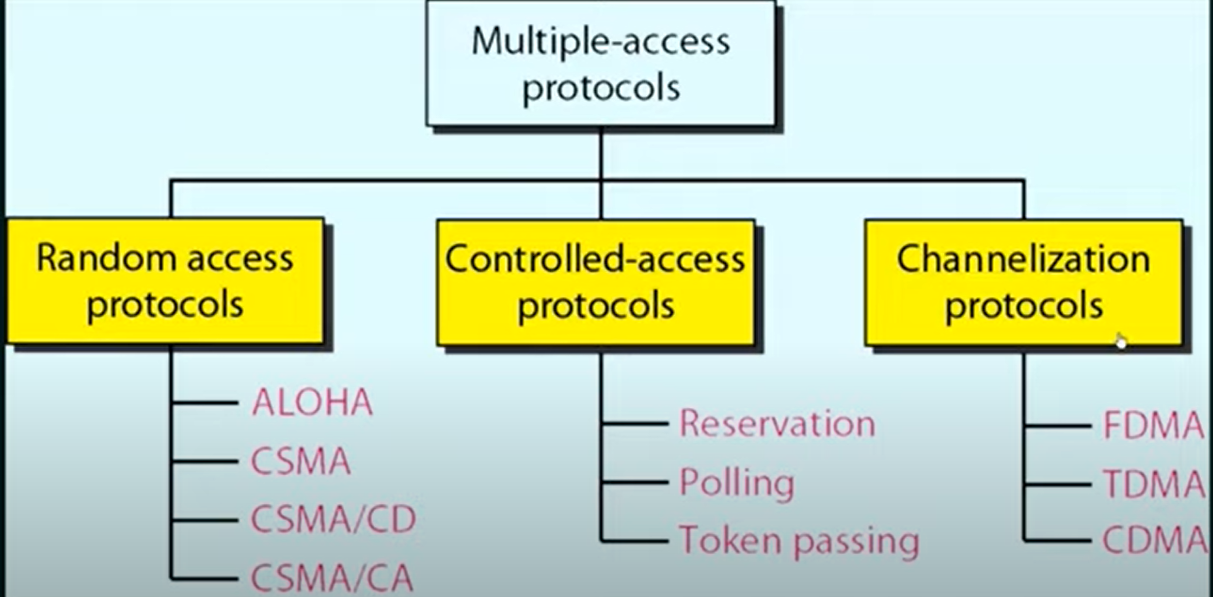 Multiple-access
protocols
Random access
protocols
Controlled-access
protocols
Channelization
protocols
ALOHA
CSMA
CSMA/CD
CSMA/CA
Reservation
Polling
Token passing
FDMA
TDMA
CDMA